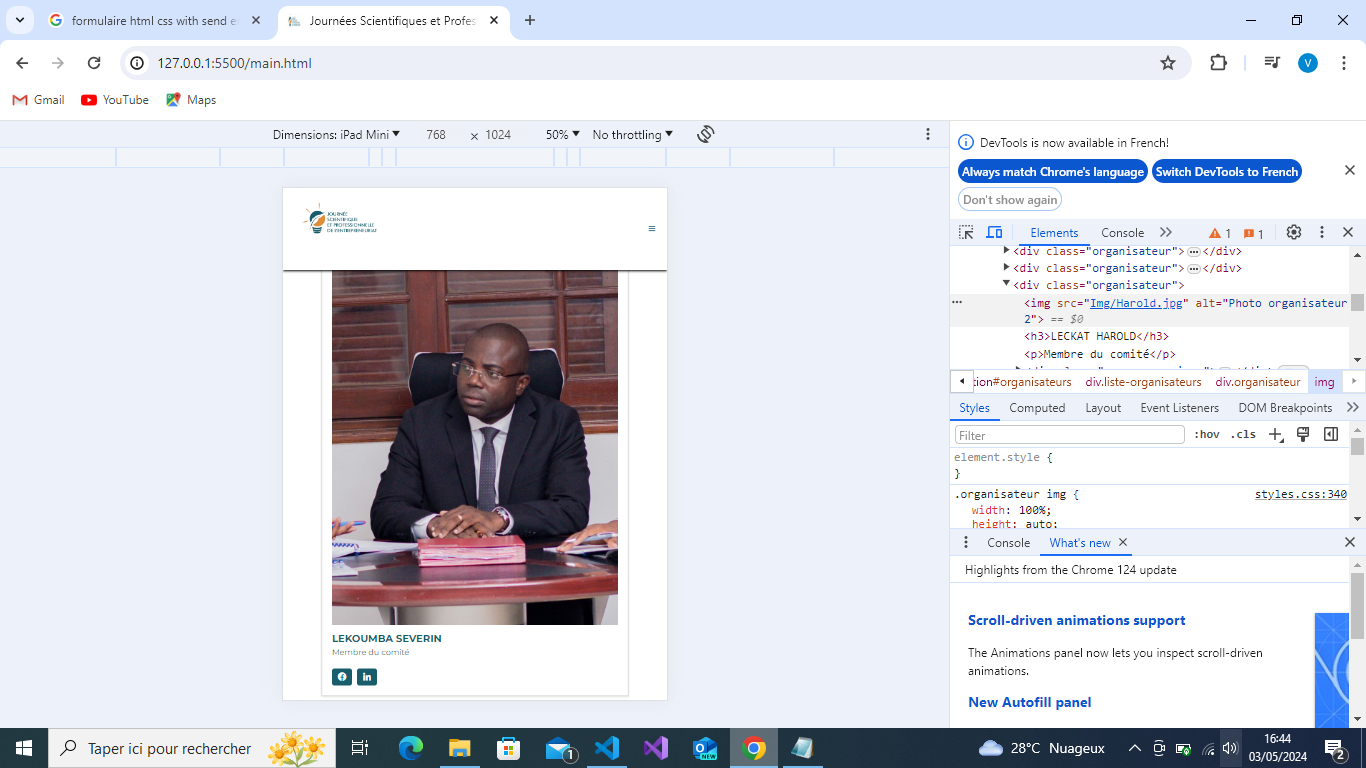 formulaire html css with send e
Journées Scientifiques et Profes
127.0.0.1:5500/main.html
V
Gmail
YouTube
Maps
Dimensions: iPad Mini
768
×
1024
50%
No throttling
DevTools is now available in French!
Always match Chrome's language
Switch DevTools to French
Don't show again
Elements
Console
1
1
<div class="organisateur"> … </div>
<div class="organisateur"> … </div>
<div class="organisateur">
<img src="Img/Harold.jpg" alt="Photo organisateur
2"> == $0
<h3>LECKAT HAROLD</h3>
<p>Membre du comité</p>
tion#organisateurs
div.liste-organisateurs
div.organisateur
img
Styles
Computed
Layout
Event Listeners
DOM Breakpoints
Filter
:hov
.cls
element.style {
}
.organisateur img {
styles.css:340
width: 100%;
height: auto;
Console
What's new
Highlights from the Chrome 124 update
Scroll-driven animations support
The Animations panel now lets you inspect scroll-driven
animations.
New Autofill panel
JOURNÉE
SCIENTIFIQUE
ET PROFESSIONNELLE
DE L'ENTREPRENEURIAT
LEKOUMBA SEVERIN
Membre du comité
in
Taper ici pour rechercher
1
NEW
28°C Nuageux
16:44
03/05/2024
2